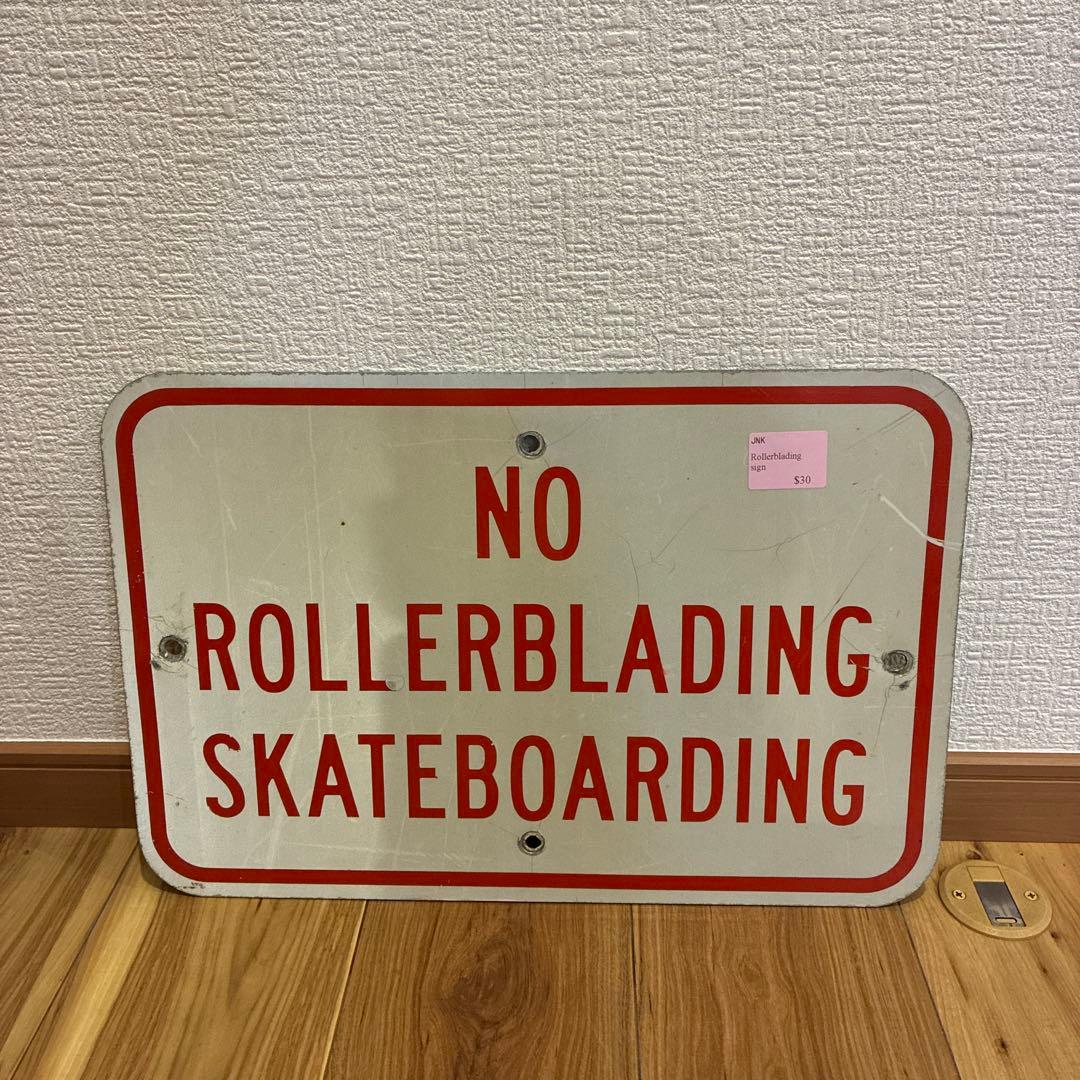 JNK
Rollerblading
sign
$30
NO
ROLLERBLADING
SKATEBOARDING